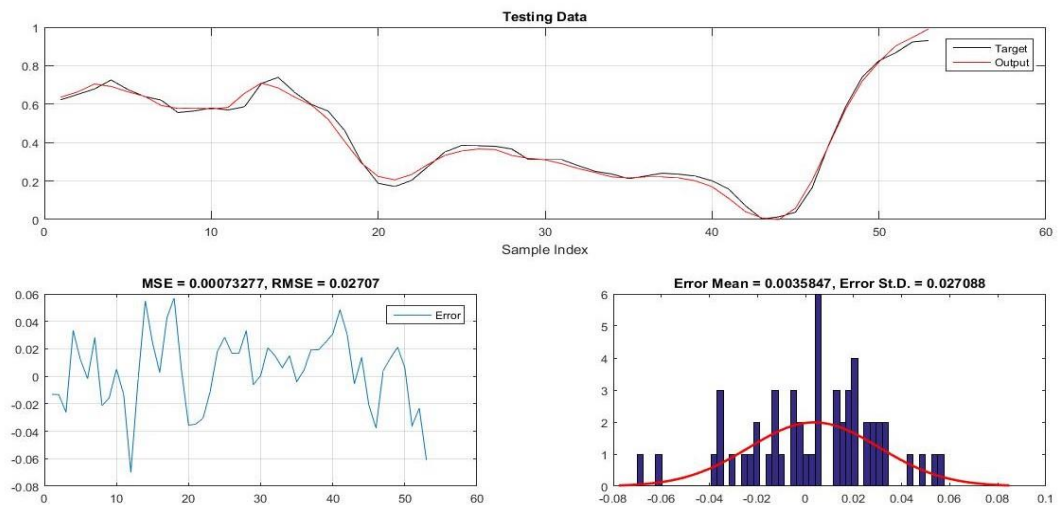 Testing Data
1
0.8
0.6
0.4
0.2
0
0 10 20 30 40 50 60
Sample Index
Target
Output
MSE = 0.00073277, RMSE = 0.02707
0.06
0.04
0.02
0
-0.02
-0.04
-0.06
-0.08
0 10 20 30 40 50 60
Error
Error Mean = 0.0035847, Error St.D. = 0.027088
6
5
4
3
2
1
0
-0.08 -0.06 -0.04 -0.02 0 0.02 0.04 0.06 0.08 0.1